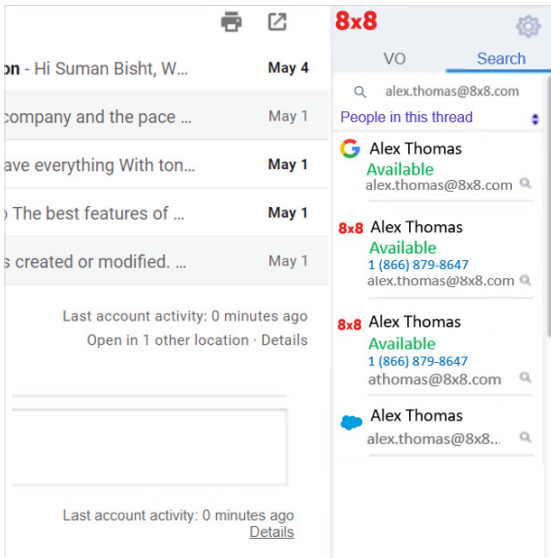 on - Hi Suman Bisht, W... May 4
company and the pace ... May 1
ave everything With ton... May 1
o The best features of ... May 1
s created or modified. ... May 1
Last account activity: 0 minutes ago
Open in 1 other location · Details
Last account activity: 0 minutes ago
Details
8x8
VO Search
alex.thomas@8x8.com
People in this thread
G Alex Thomas
Available
alex.thomas@8x8.com
8x8 Alex Thomas
Available
1 (866) 879-8647
alex.thomas@8x8.com
8x8 Alex Thomas
Available
1 (866) 879-8647
athomas@8x8.com
Alex Thomas
alex.thomas@8x8...